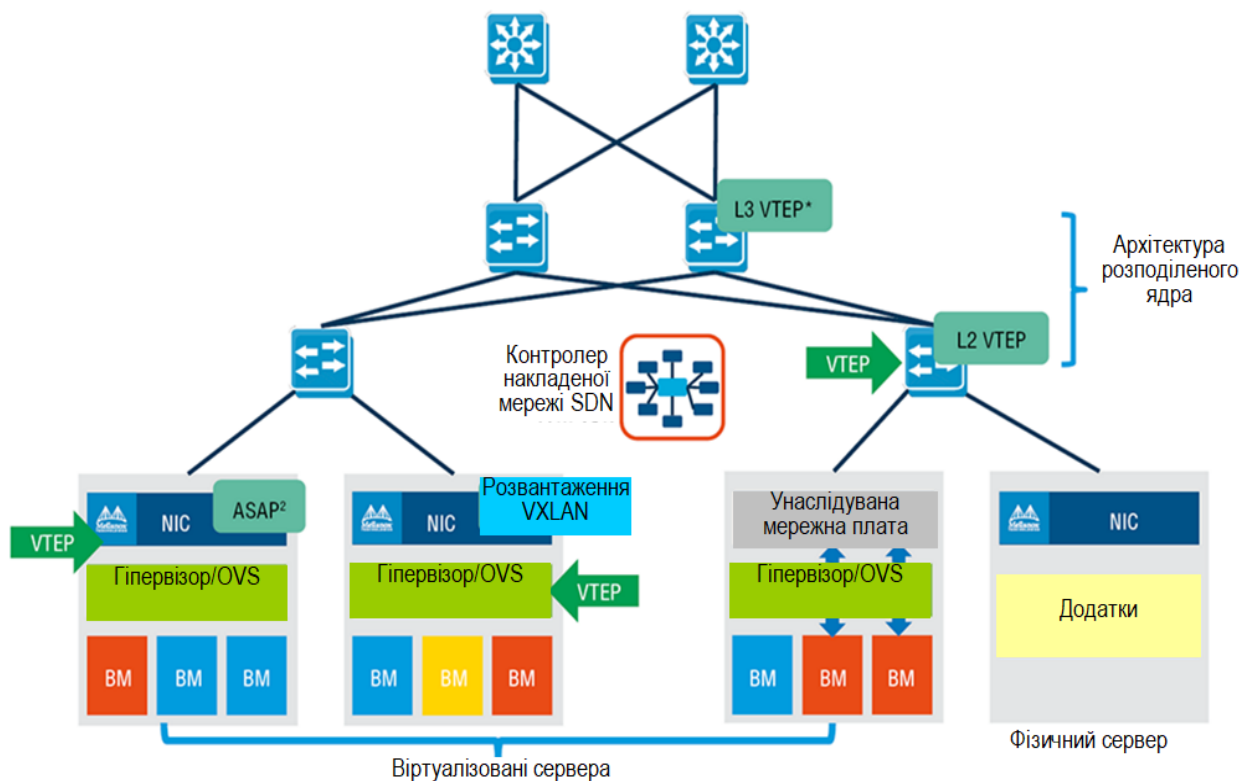 L3 VTEP*
Архітектура
розподіленого
ядра
L2 VTEP
VTEP
Контролер
накладеної
мережі SDN
NIC
ASAP²
VTEP
Гіпервізор/OVS
ВМ
ВМ
ВМ
NIC
Розвантаження
VXLAN
Гіпервізор/OVS
VTEP
ВМ
ВМ
ВМ
Унаслідувана
мережна плата
Гіпервізор/OVS
ВМ
ВМ
ВМ
NIC
Додатки
Фізичний сервер
Віртуалізовані сервера